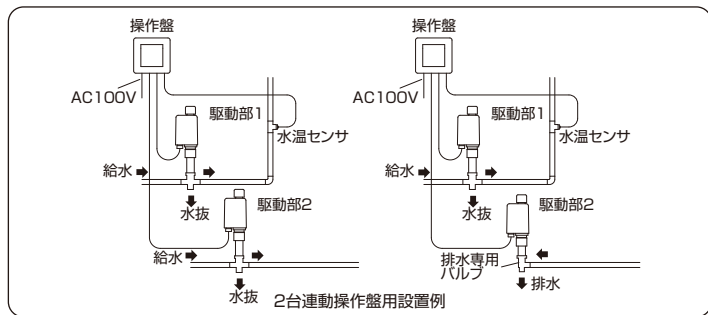 操作盤
AC100V
駆動部1
水温センサ
給水
水抜
駆動部2
給水
水抜
操作盤
AC100V
駆動部1
水温センサ
給水
水抜
駆動部2
排水専用
バルブ
排水
2台連動操作盤用設置例